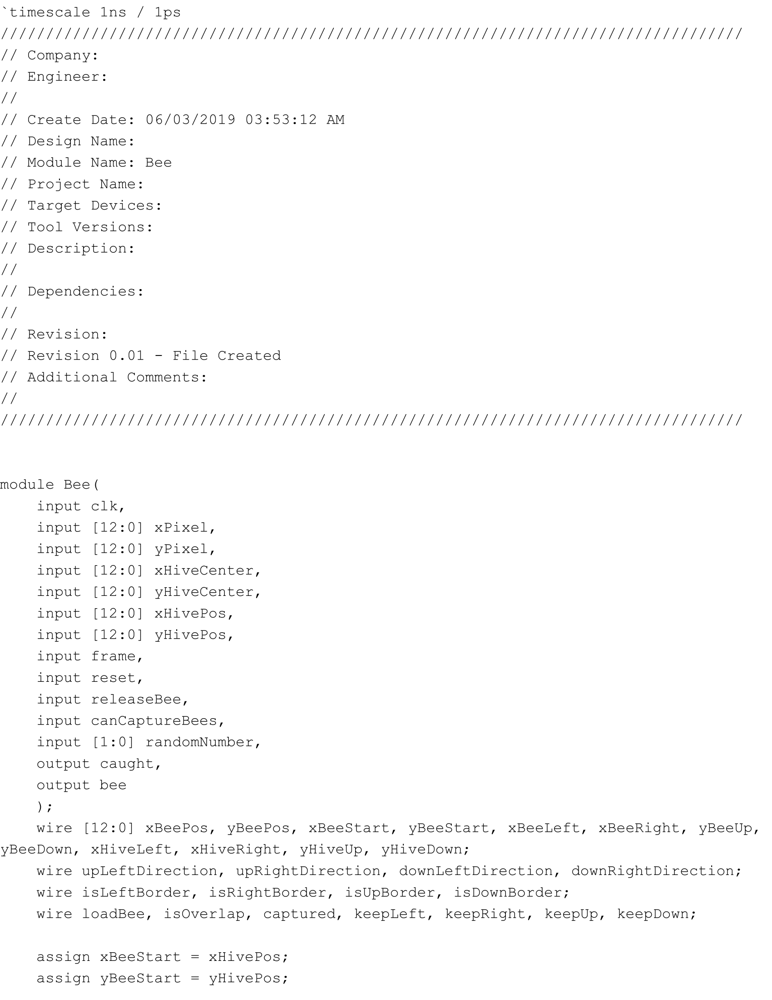 `timescale 1ns / 1ps
//////////////////////////////////////////////////////////////////////////////////
// Company:
// Engineer:
//
// Create Date: 06/03/2019 03:53:12 AM
// Design Name:
// Module Name: Bee
// Project Name:
// Target Devices:
// Tool Versions:
// Description:
//
// Dependencies:
//
// Revision:
// Revision 0.01 - File Created
// Additional Comments:
//
//////////////////////////////////////////////////////////////////////////////////


module Bee(
    input clk,
    input [12:0] xPixel,
    input [12:0] yPixel,
    input [12:0] xHiveCenter,
    input [12:0] yHiveCenter,
    input [12:0] xHivePos,
    input [12:0] yHivePos,
    input frame,
    input reset,
    input releaseBee,
    input canCaptureBees,
    input [1:0] randomNumber,
    output caught,
    output bee
    );
    wire [12:0] xBeePos, yBeePos, xBeeStart, yBeeStart, xBeeLeft, xBeeRight, yBeeUp,
yBeeDown, xHiveLeft, xHiveRight, yHiveUp, yHiveDown;
    wire upLeftDirection, upRightDirection, downLeftDirection, downRightDirection;
    wire isLeftBorder, isRightBorder, isUpBorder, isDownBorder;
    wire loadBee, isOverlap, captured, keepLeft, keepRight, keepUp, keepDown;

    assign xBeeStart = xHivePos;
    assign yBeeStart = yHivePos;